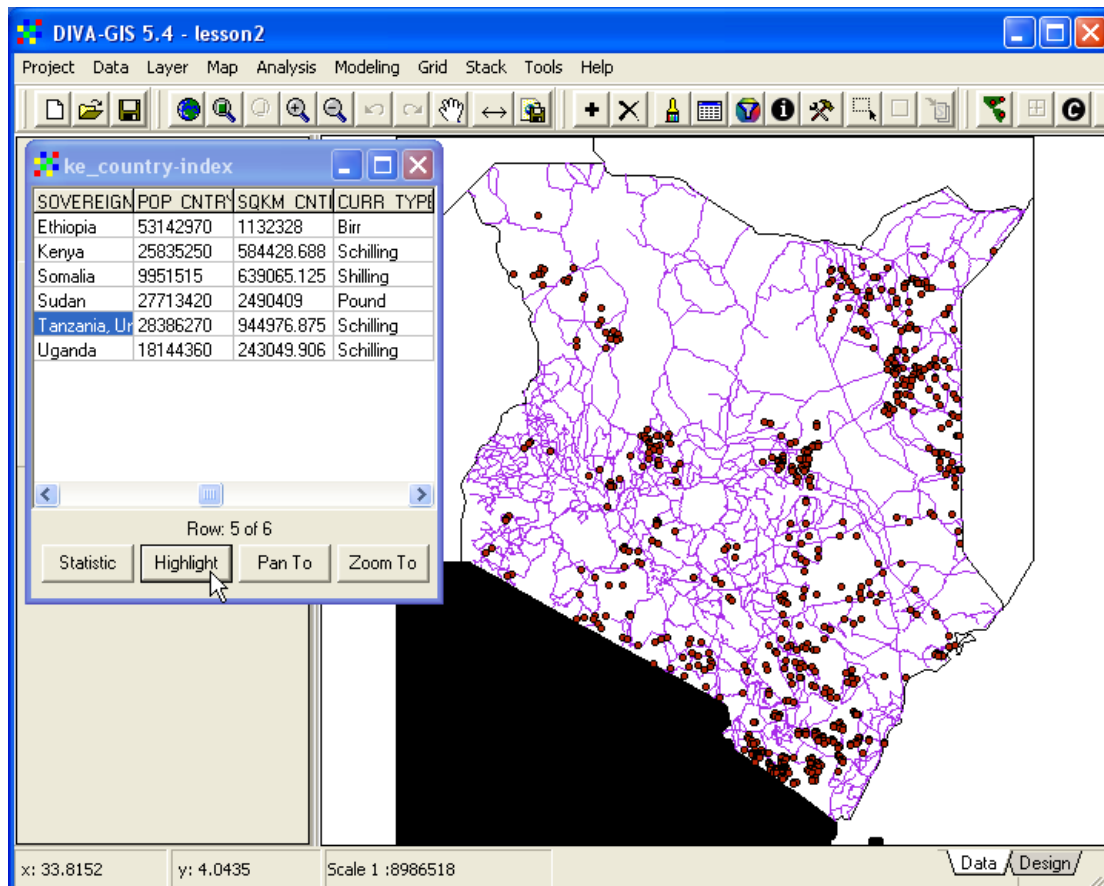 DIVA-GIS 5.4 - lesson2
Project Data Layer Map Analysis Modeling Grid Stack Tools Help
ke_country-index
SOVEREIGN POP_CNTRY SQKM_CNTI CURR_TYPE
Ethiopia 53142970 1132328 Birr
Kenya 25835250 584428.688 Schilling
Somalia 9951515 639065.125 Shilling
Sudan 27713420 2490409 Pound
Tanzania, Ur 28386270 944976.875 Schilling
Uganda 18144360 243049.906 Schilling
Row: 5 of 6
Statistic Highlight Pan To Zoom To
x: 33.8152 y: 4.0435 Scale 1 :8986518 Data Design